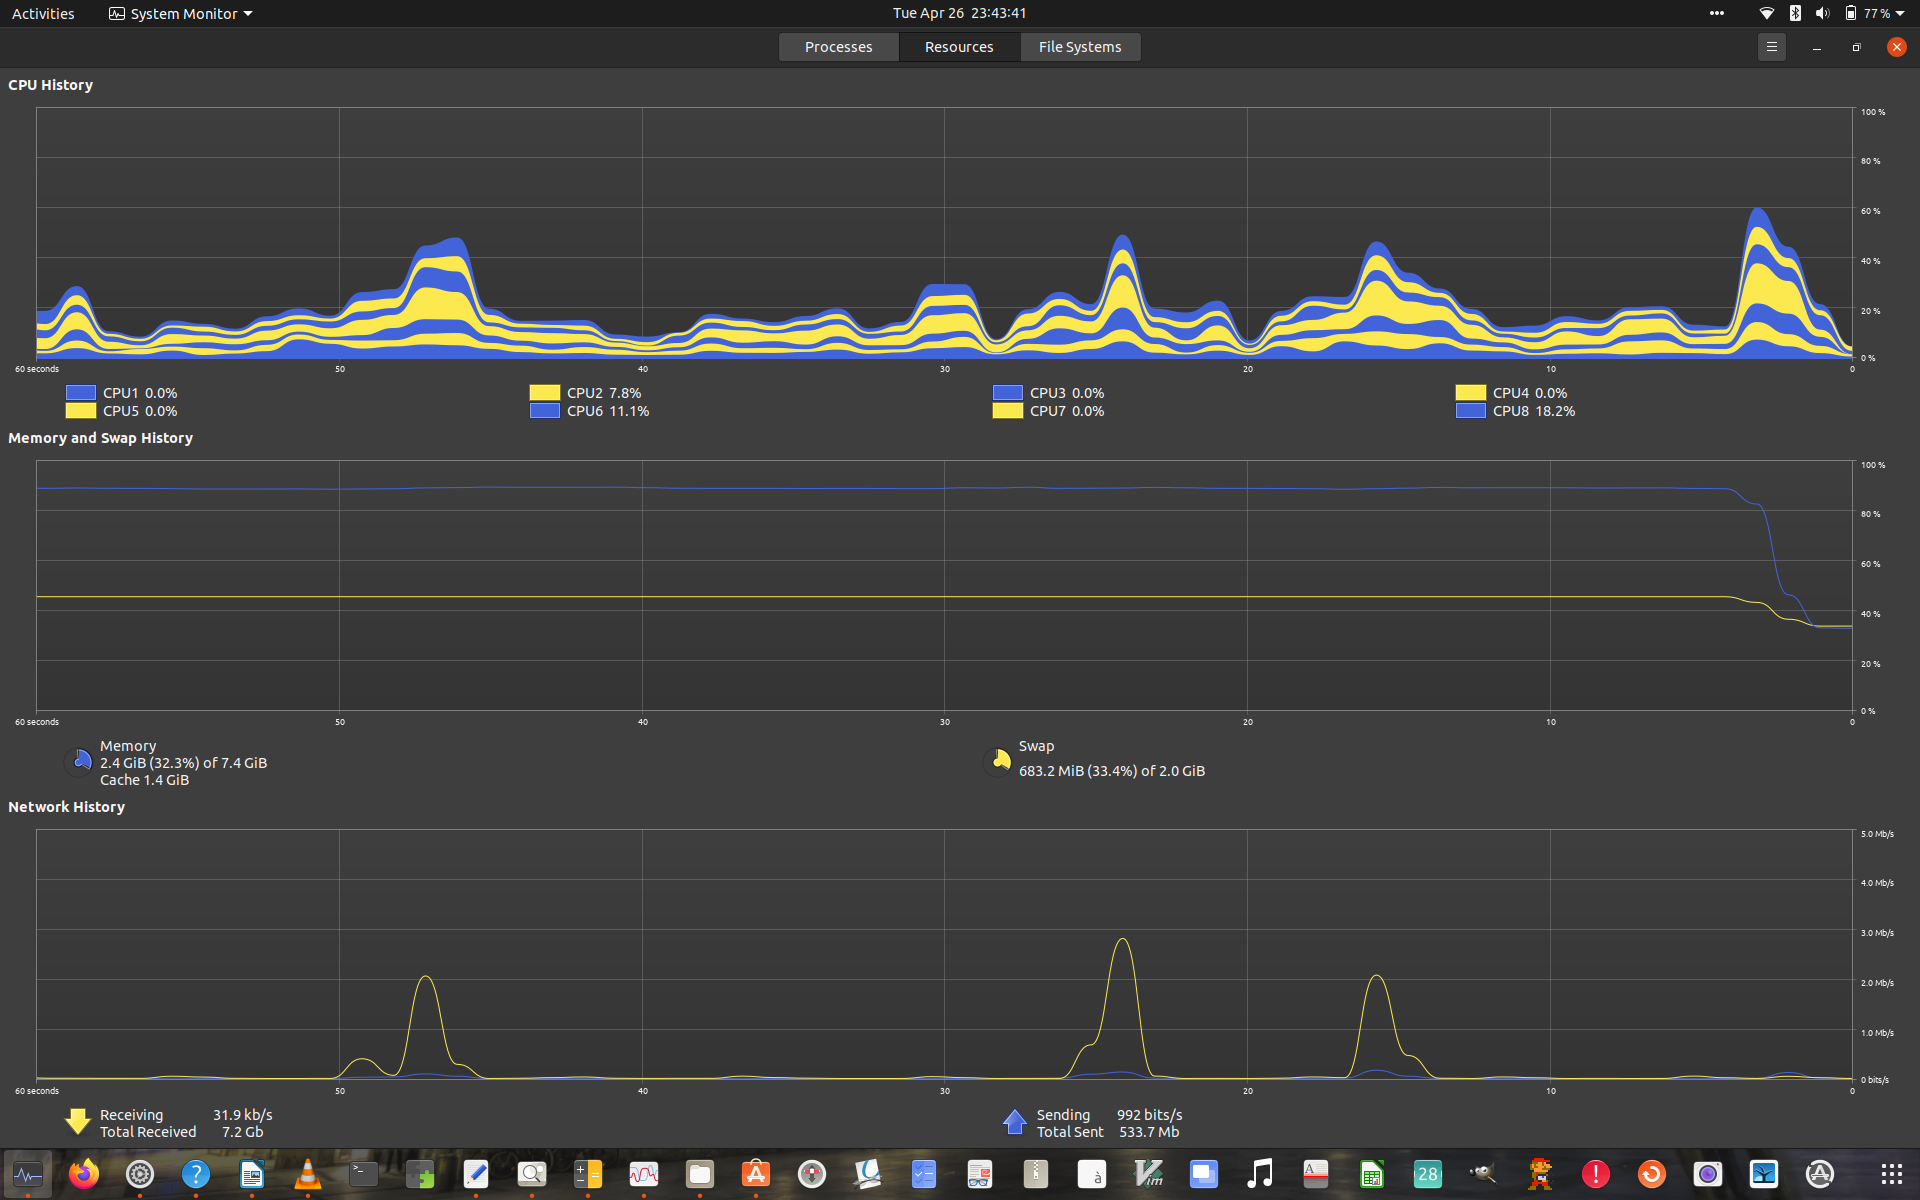 Activities System Monitor Tue Apr 26 23:43:41 77 %
Processes Resources File Systems
CPU History
100 %
80 %
60 %
40 %
20 %
0 %
60 seconds 50 40 30 20 10 0
CPU1 0.0% CPU2 7.8% CPU3 0.0% CPU4 0.0%
CPU5 0.0% CPU6 11.1% CPU7 0.0% CPU8 18.2%
Memory and Swap History
100 %
80 %
60 %
40 %
20 %
0 %
60 seconds 50 40 30 20 10 0
Memory
2.4 GiB (32.3%) of 7.4 GiB
Cache 1.4 GiB
Swap
683.2 MiB (33.4%) of 2.0 GiB
Network History
5.0 Mb/s
4.0 Mb/s
3.0 Mb/s
2.0 Mb/s
1.0 Mb/s
0 bits/s
60 seconds 50 40 30 20 10 0
Receiving 31.9 kb/s Sending 992 bits/s
Total Received 7.2 Gb Total Sent 533.7 Mb
28